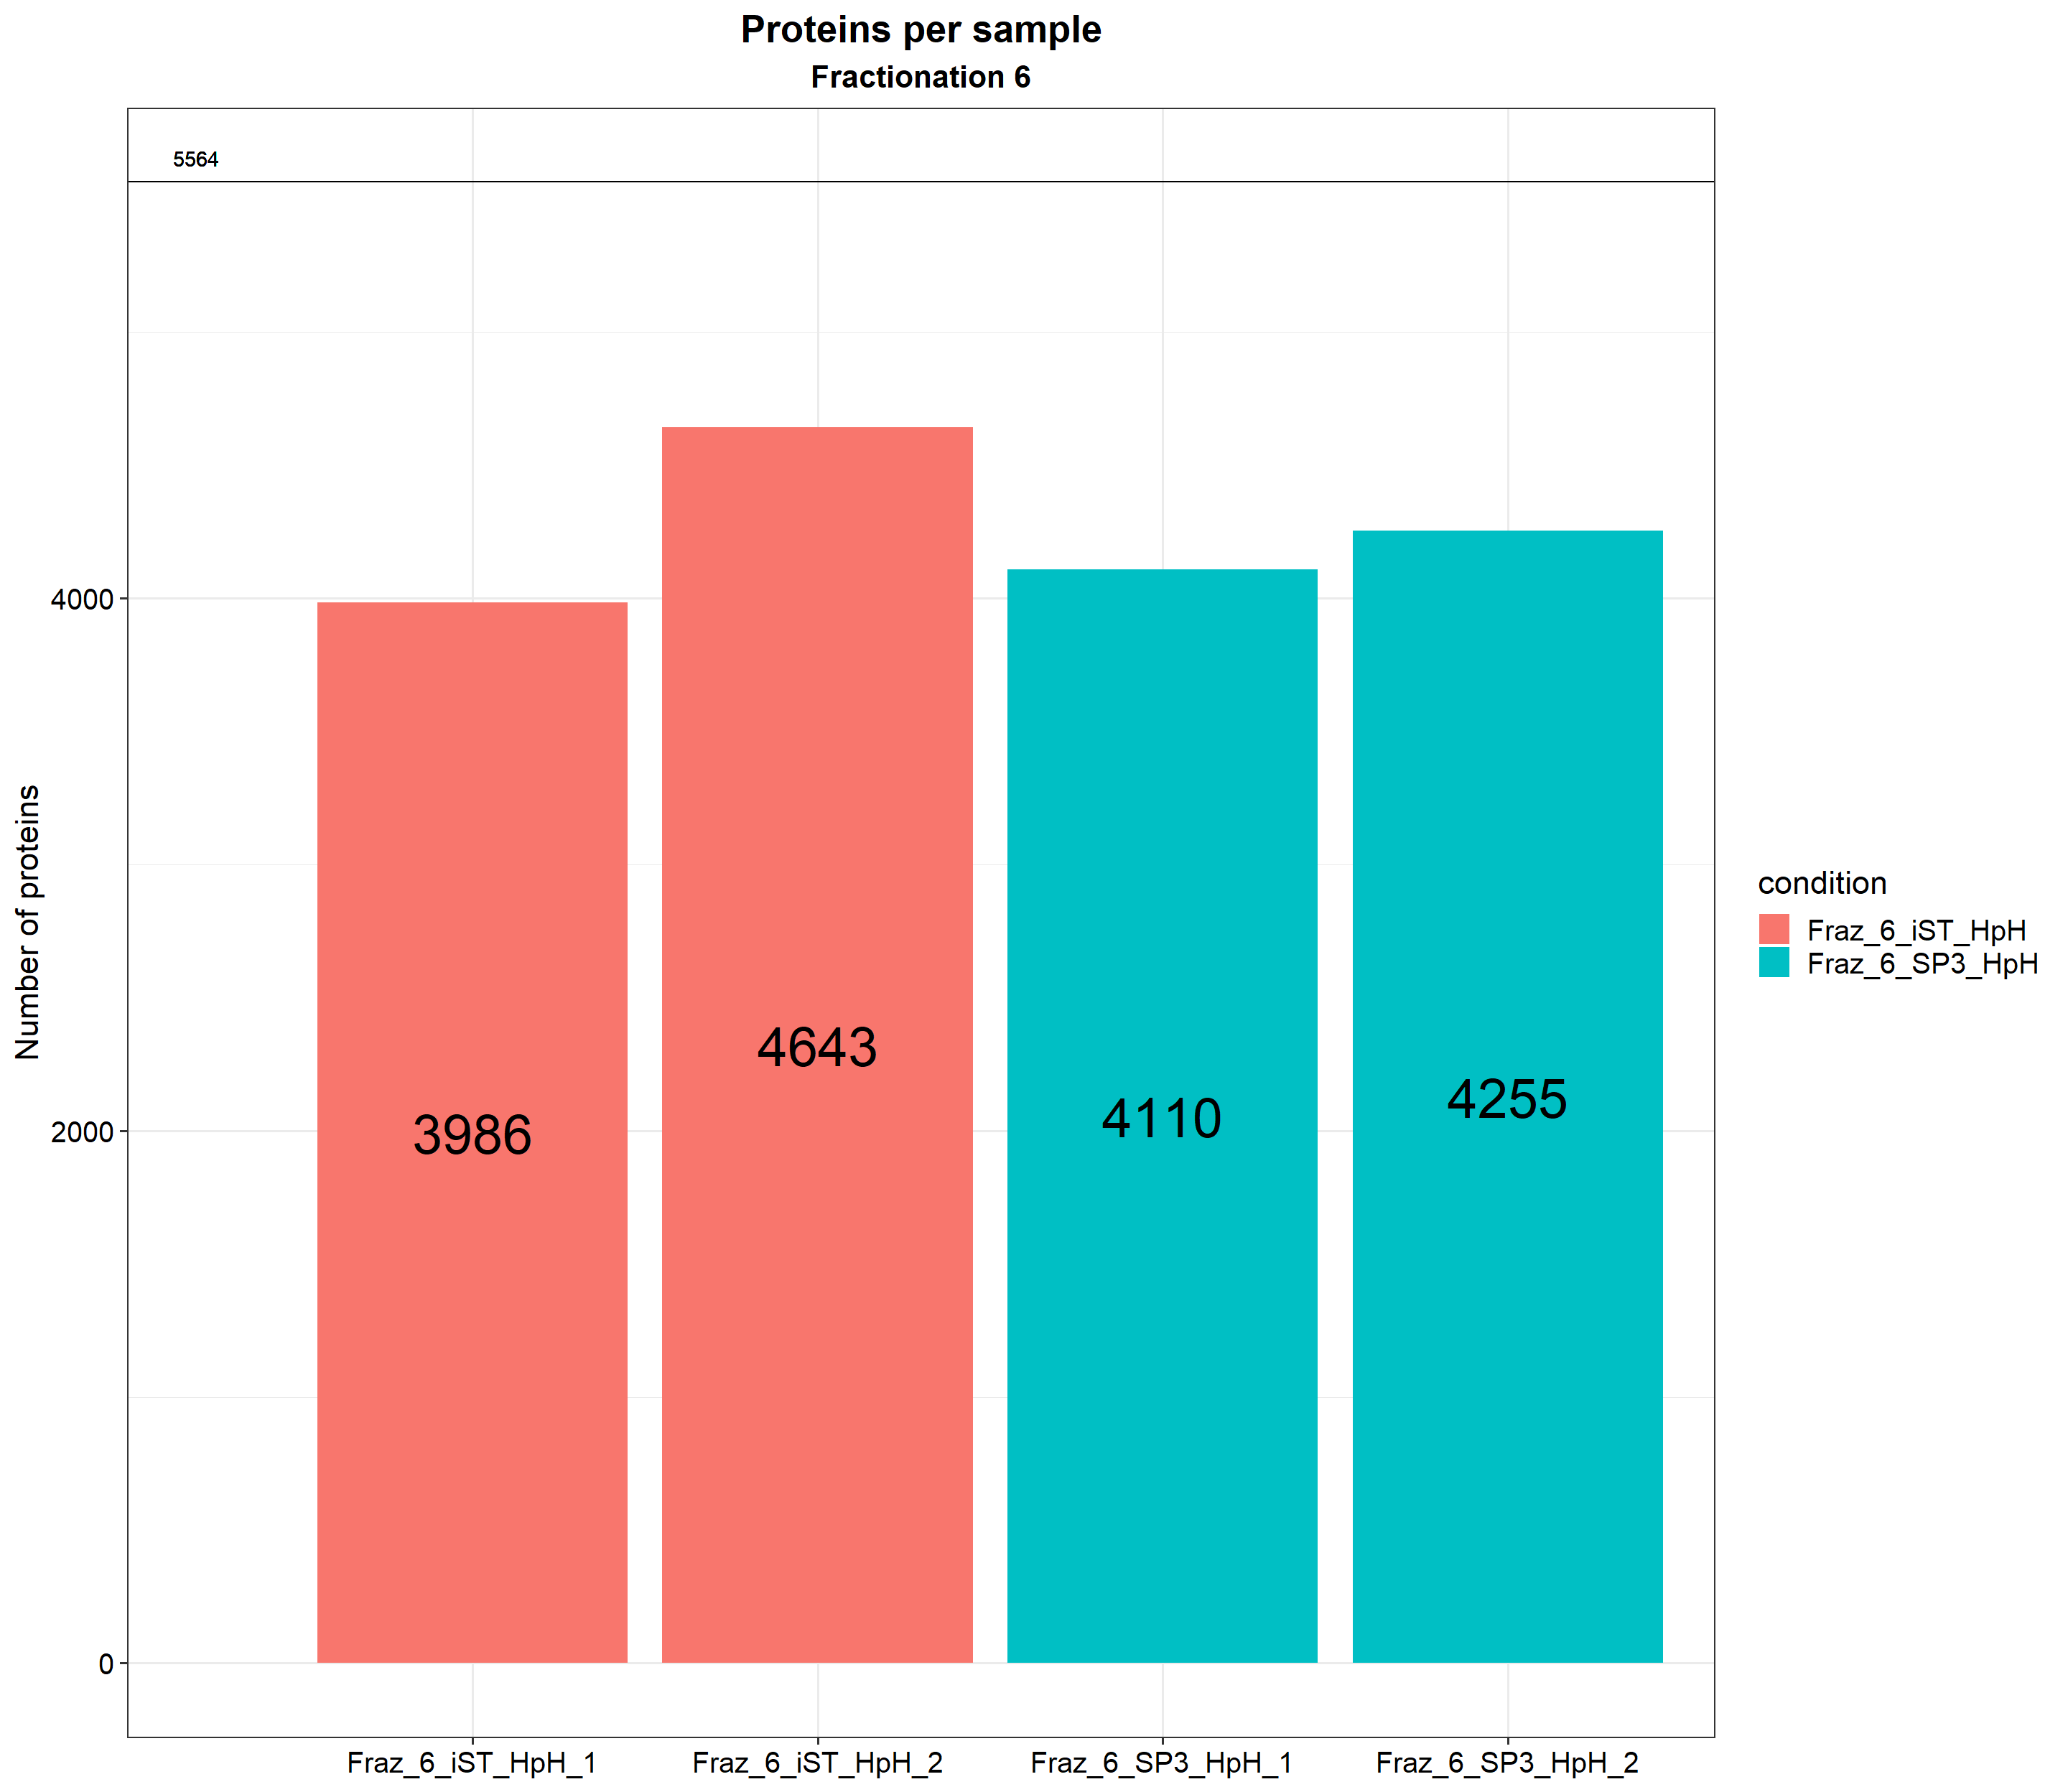 Proteins per sample
Fractionation 6
5564
4000
2000
0
Number of proteins
3986
4643
4110
4255
Fraz_6_iST_HpH_1
Fraz_6_iST_HpH_2
Fraz_6_SP3_HpH_1
Fraz_6_SP3_HpH_2
condition
Fraz_6_iST_HpH
Fraz_6_SP3_HpH